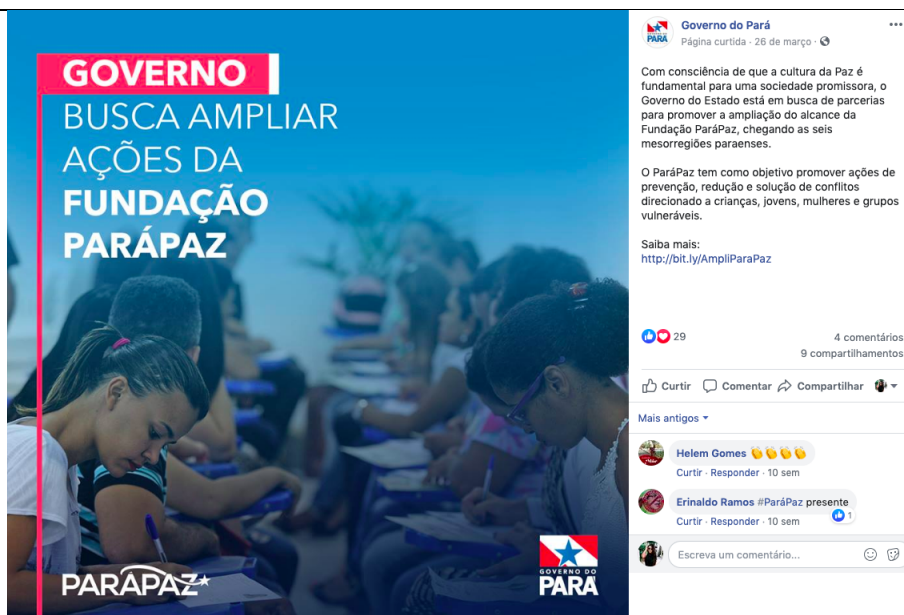 GOVERNO
BUSCA AMPLIAR
AÇÕES DA
FUNDAÇÃO
PARÁPAZ
PARÁPAZ
GOVERNO DO
PARÁ
PARÁ
Governo do Pará
Página curtida · 26 de março ·
Com consciência de que a cultura da Paz é
fundamental para uma sociedade promissora, o
Governo do Estado está em busca de parcerias
para promover a ampliação do alcance da
Fundação ParáPaz, chegando as seis
mesorregiões paraenses.
O ParáPaz tem como objetivo promover ações de
prevenção, redução e solução de conflitos
direcionado a crianças, jovens, mulheres e grupos
vulneráveis.
Saiba mais:
http://bit.ly/AmpliParaPaz
29
4 comentários
9 compartilhamentos
Curtir Comentar Compartilhar
Mais antigos
Helem Gomes 👏👏👏👏
Curtir · Responder · 10 sem
Erinaldo Ramos #ParáPaz presente
1
Curtir · Responder · 10 sem
Escreva um comentário...